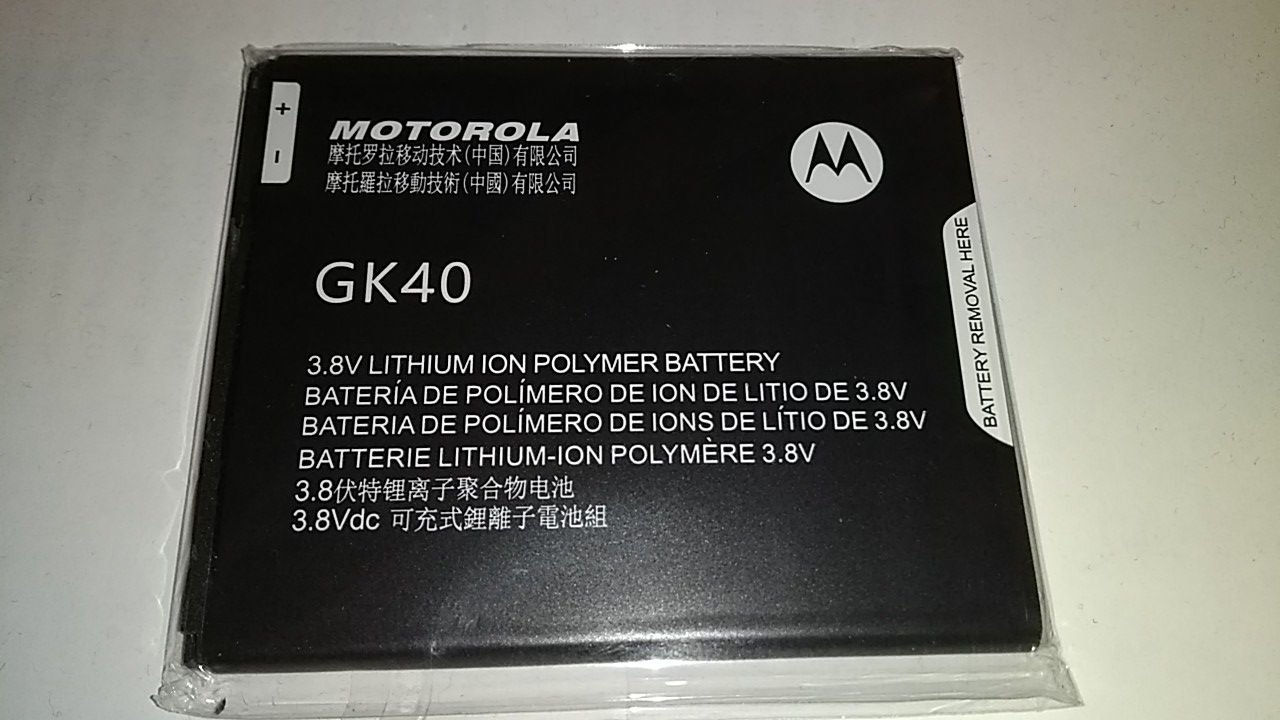 +
−
MOTOROLA
摩托罗拉移动技术(中国)有限公司
摩托羅拉移動技術(中國)有限公司
GK40
3.8V LITHIUM ION POLYMER BATTERY
BATERÍA DE POLÍMERO DE ION DE LITIO DE 3.8V
BATERIA DE POLÍMERO DE IONS DE LÍTIO DE 3.8V
BATTERIE LITHIUM-ION POLYMÈRE 3.8V
3.8伏特锂离子聚合物电池
3.8Vdc 可充式鋰離子電池組
BATTERY REMOVAL HERE